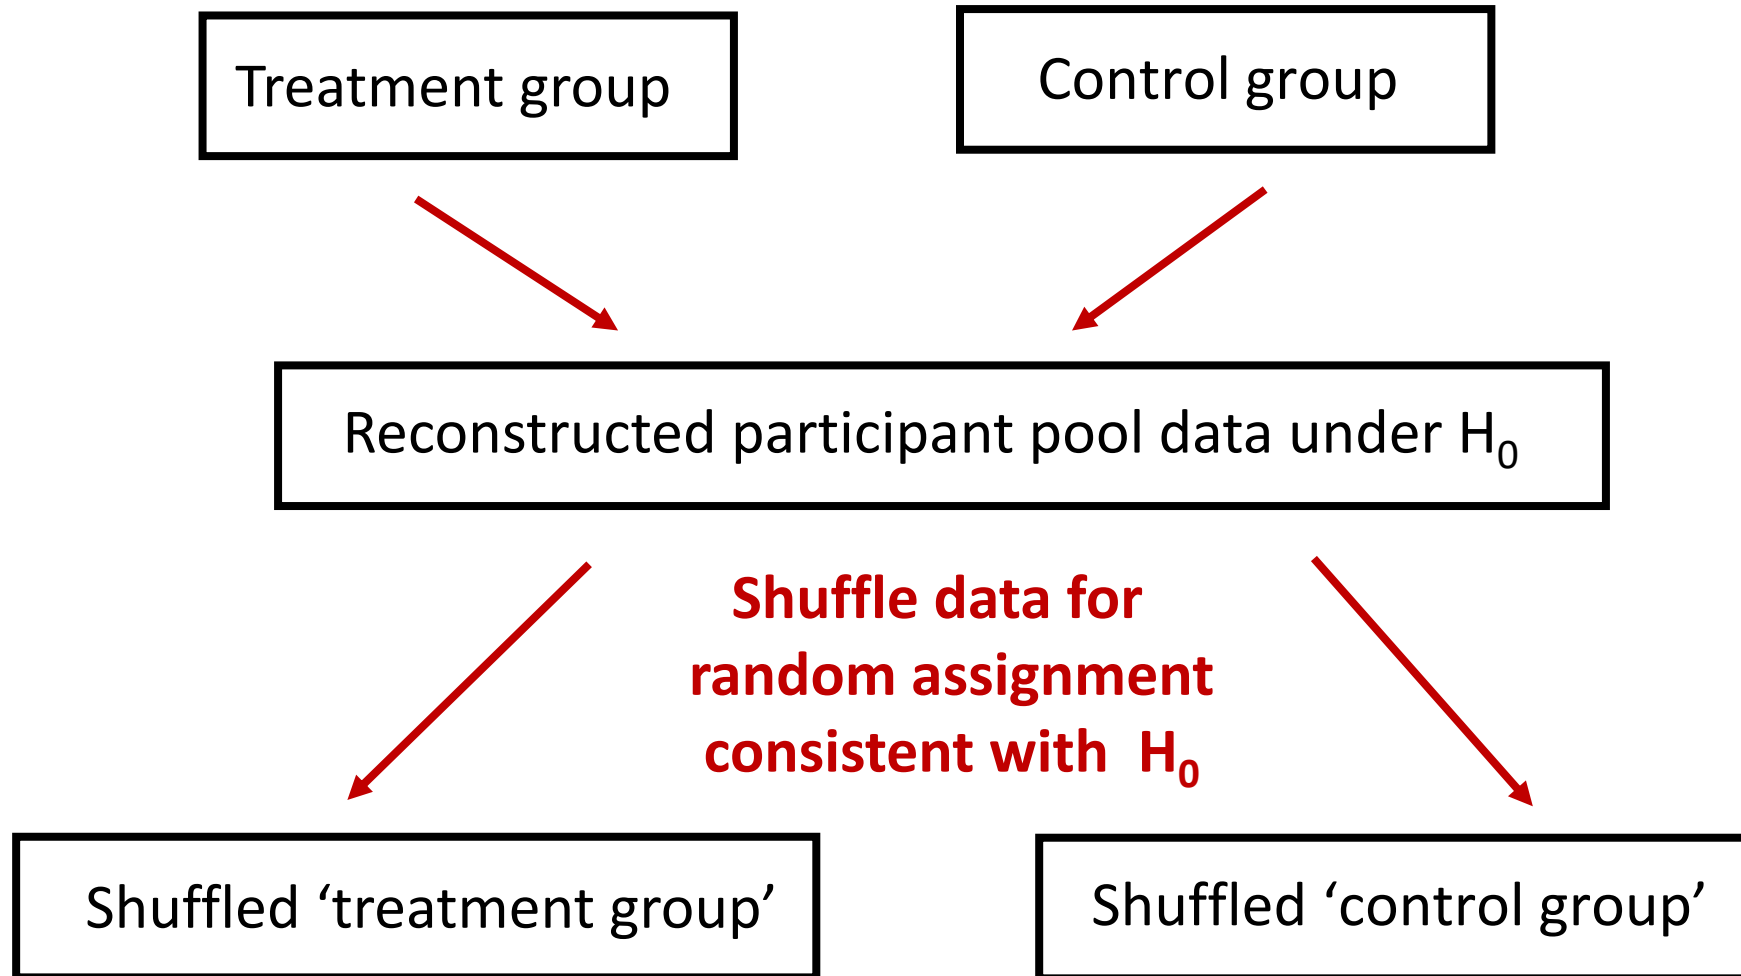 Treatment group
Control group
Reconstructed participant pool data under H₀
Shuffle data for
random assignment
consistent with H₀
Shuffled ‘treatment group’
Shuffled ‘control group’